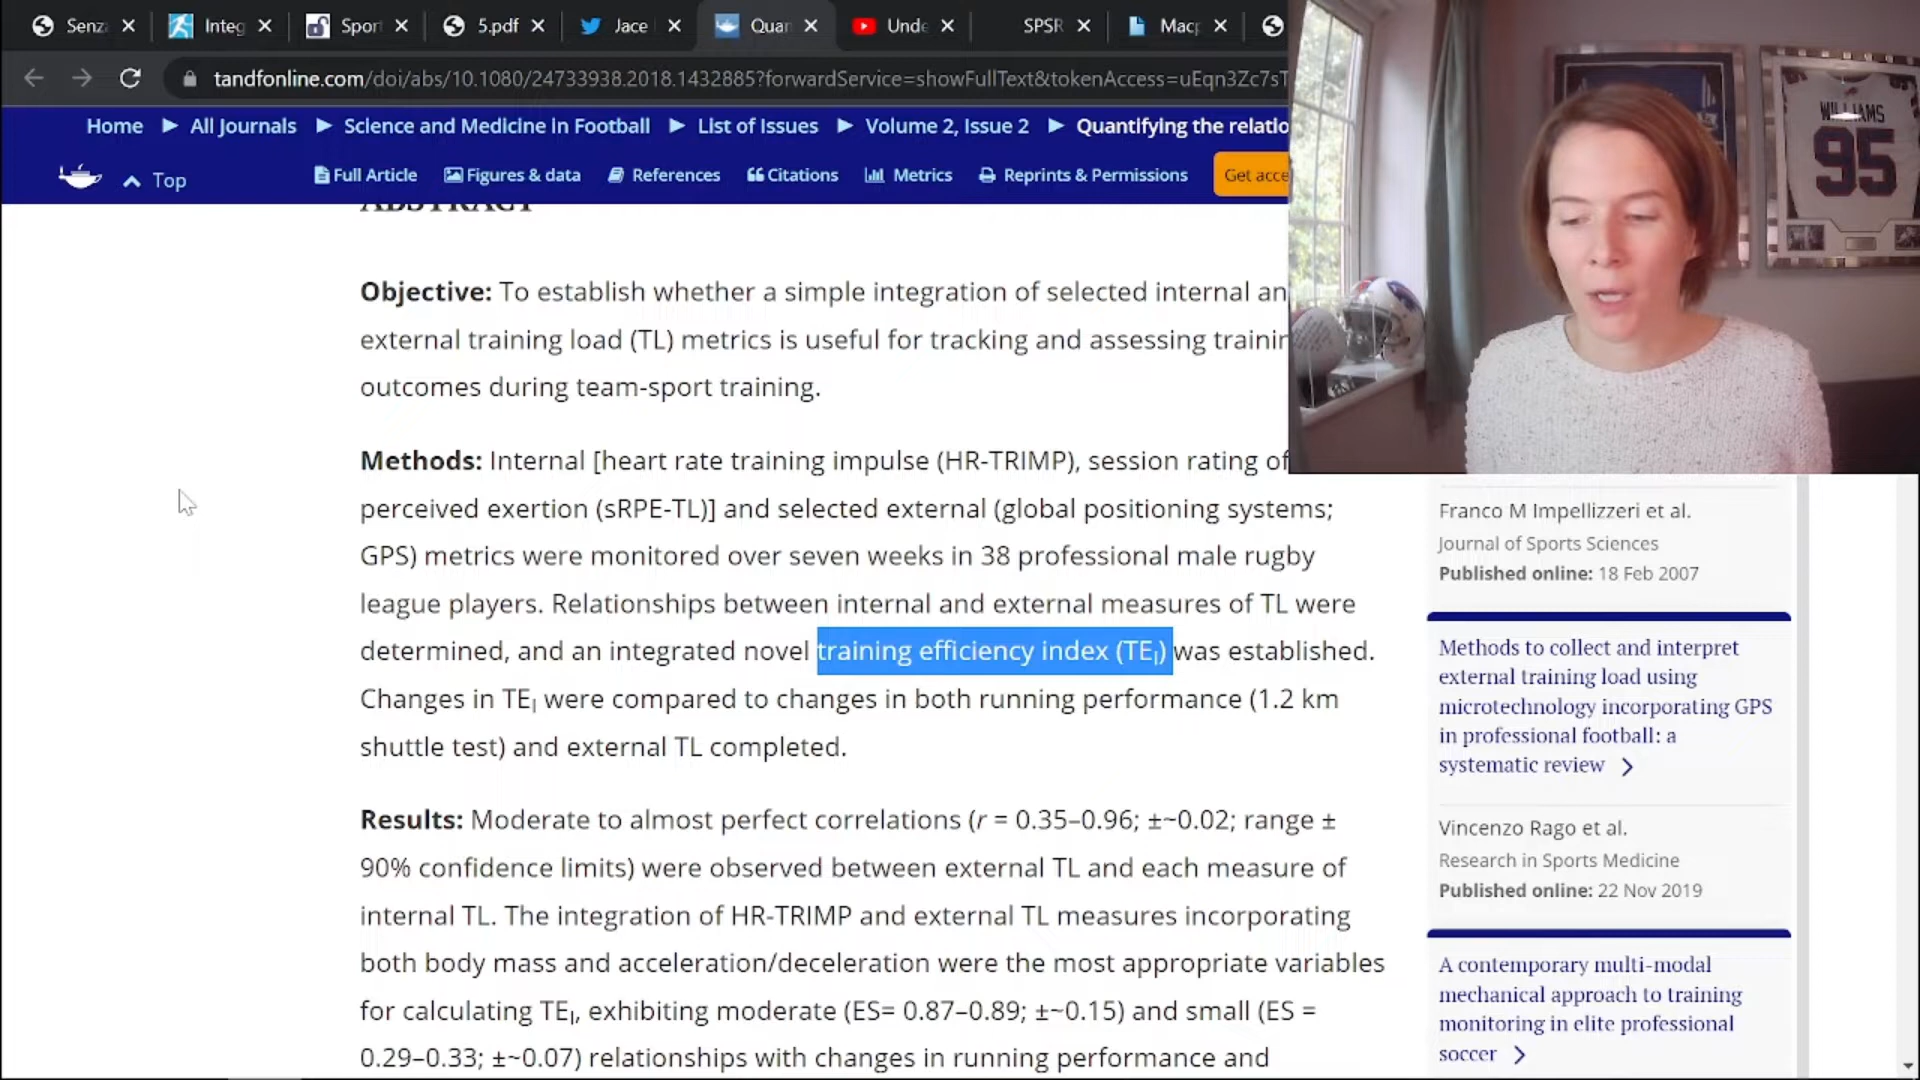 Senz
Integ
Sport
5.pdf
Jace
Quan
Unde
SPSR
Macp
tandfonline.com/doi/abs/10.1080/24733938.2018.1432885?forwardService=showFullText&tokenAccess=uEqn3Zc7sT
Home ▶ All Journals ▶ Science and Medicine in Football ▶ List of Issues ▶ Volume 2, Issue 2 ▶ Quantifying the relatio
Top
Full Article
Figures & data
References
Citations
Metrics
Reprints & Permissions
Get acce
WILLIAMS
95
ABSTRACT
Objective: To establish whether a simple integration of selected internal an
external training load (TL) metrics is useful for tracking and assessing trainin
outcomes during team-sport training.
Methods: Internal [heart rate training impulse (HR-TRIMP), session rating of
perceived exertion (sRPE-TL)] and selected external (global positioning systems;
GPS) metrics were monitored over seven weeks in 38 professional male rugby
league players. Relationships between internal and external measures of TL were
determined, and an integrated novel training efficiency index (TEI) was established.
Changes in TEI were compared to changes in both running performance (1.2 km
shuttle test) and external TL completed.
Results: Moderate to almost perfect correlations (r = 0.35–0.96; ±~0.02; range ±
90% confidence limits) were observed between external TL and each measure of
internal TL. The integration of HR-TRIMP and external TL measures incorporating
both body mass and acceleration/deceleration were the most appropriate variables
for calculating TEI, exhibiting moderate (ES= 0.87–0.89; ±~0.15) and small (ES =
0.29–0.33; ±~0.07) relationships with changes in running performance and
Franco M Impellizzeri et al.
Journal of Sports Sciences
Published online: 18 Feb 2007
Methods to collect and interpret
external training load using
microtechnology incorporating GPS
in professional football: a
systematic review
Vincenzo Rago et al.
Research in Sports Medicine
Published online: 22 Nov 2019
A contemporary multi-modal
mechanical approach to training
monitoring in elite professional
soccer